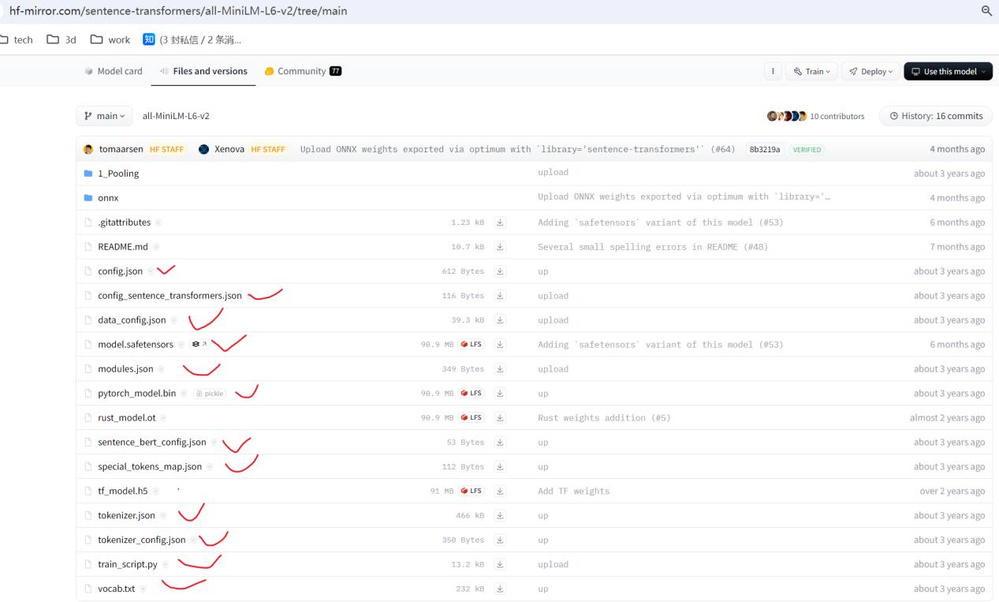 hf-mirror.com/sentence-transformers/all-MiniLM-L6-v2/tree/main
tech 3d work 知 (3 封私信 / 2 条消...
Model card Files and versions Community 77 Train Deploy Use this model
main all-MiniLM-L6-v2 10 contributors History: 16 commits
tomaarsen HF STAFF Xenova HF STAFF Upload ONNX weights exported via optimum with `library='sentence-transformers'` (#64) 8b3219a VERIFIED 4 months ago
1_Pooling upload about 3 years ago
onnx Upload ONNX weights exported via optimum with `library='… 4 months ago
.gitattributes 1.23 kB Adding `safetensors` variant of this model (#53) 6 months ago
README.md 10.7 kB Several small spelling errors in README (#48) 7 months ago
config.json 612 Bytes up about 3 years ago
config_sentence_transformers.json 116 Bytes upload about 3 years ago
data_config.json 39.3 kB upload about 3 years ago
model.safetensors 90.9 MB LFS Adding `safetensors` variant of this model (#53) 6 months ago
modules.json 349 Bytes upload about 3 years ago
pytorch_model.bin pickle 90.9 MB LFS up about 3 years ago
rust_model.ot 90.9 MB LFS Rust weights addition (#5) almost 2 years ago
sentence_bert_config.json 53 Bytes up about 3 years ago
special_tokens_map.json 112 Bytes up about 3 years ago
tf_model.h5 91 MB LFS Add TF weights over 2 years ago
tokenizer.json 466 kB up about 3 years ago
tokenizer_config.json 350 Bytes up about 3 years ago
train_script.py 13.2 kB upload about 3 years ago
vocab.txt 232 kB up about 3 years ago